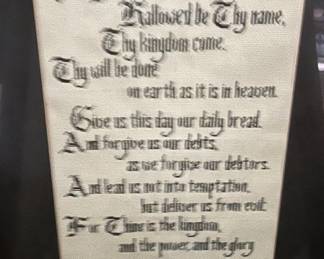 Hallowed be Thy name,
Thy kingdom come.
Thy will be done
on earth as it is in heaven.
Give us this day our daily bread.
And forgive us our debts,
as we forgive our debtors.
And lead us not into temptation,
but deliver us from evil:
For Thine is the kingdom,
and the power, and the glory